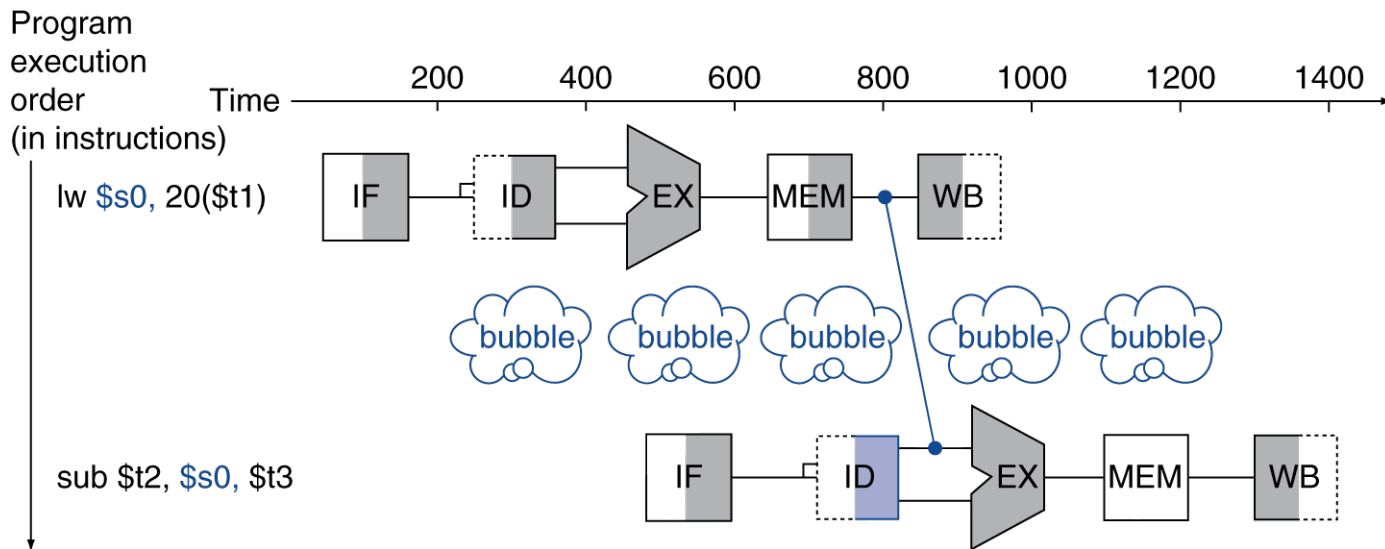 Program
execution
order
(in instructions)
Time
200 400 600 800 1000 1200 1400
lw $s0, 20($t1)
IF ID EX MEM WB
bubble bubble bubble bubble bubble
sub $t2, $s0, $t3
IF ID EX MEM WB